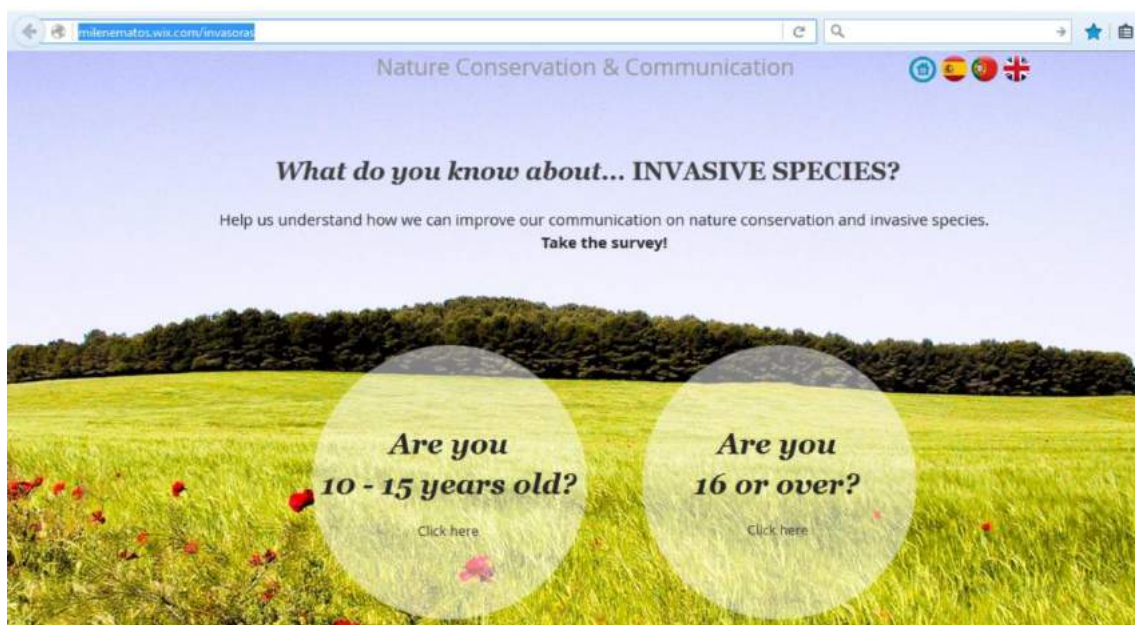 milenematos.wix.com/invasoras
Nature Conservation & Communication
What do you know about... INVASIVE SPECIES?
Help us understand how we can improve our communication on nature conservation and invasive species.
Take the survey!
Are you
10 - 15 years old?
Click here
Are you
16 or over?
Click here